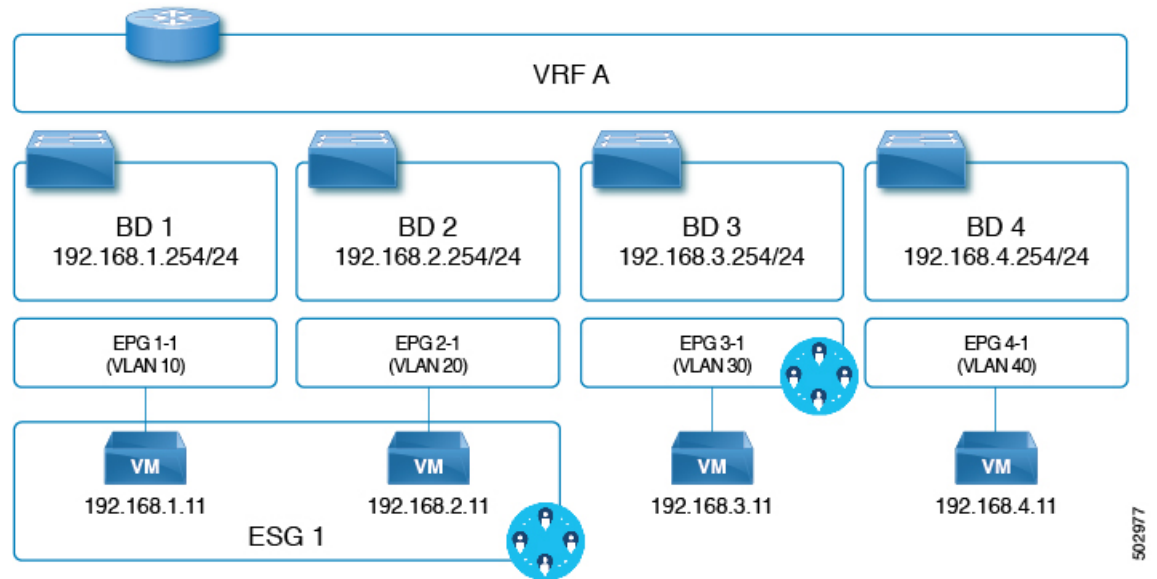 VRF A
BD 1
192.168.1.254/24
BD 2
192.168.2.254/24
BD 3
192.168.3.254/24
BD 4
192.168.4.254/24
EPG 1-1
(VLAN 10)
EPG 2-1
(VLAN 20)
EPG 3-1
(VLAN 30)
EPG 4-1
(VLAN 40)
VM
192.168.1.11
VM
192.168.2.11
VM
192.168.3.11
VM
192.168.4.11
ESG 1
502977